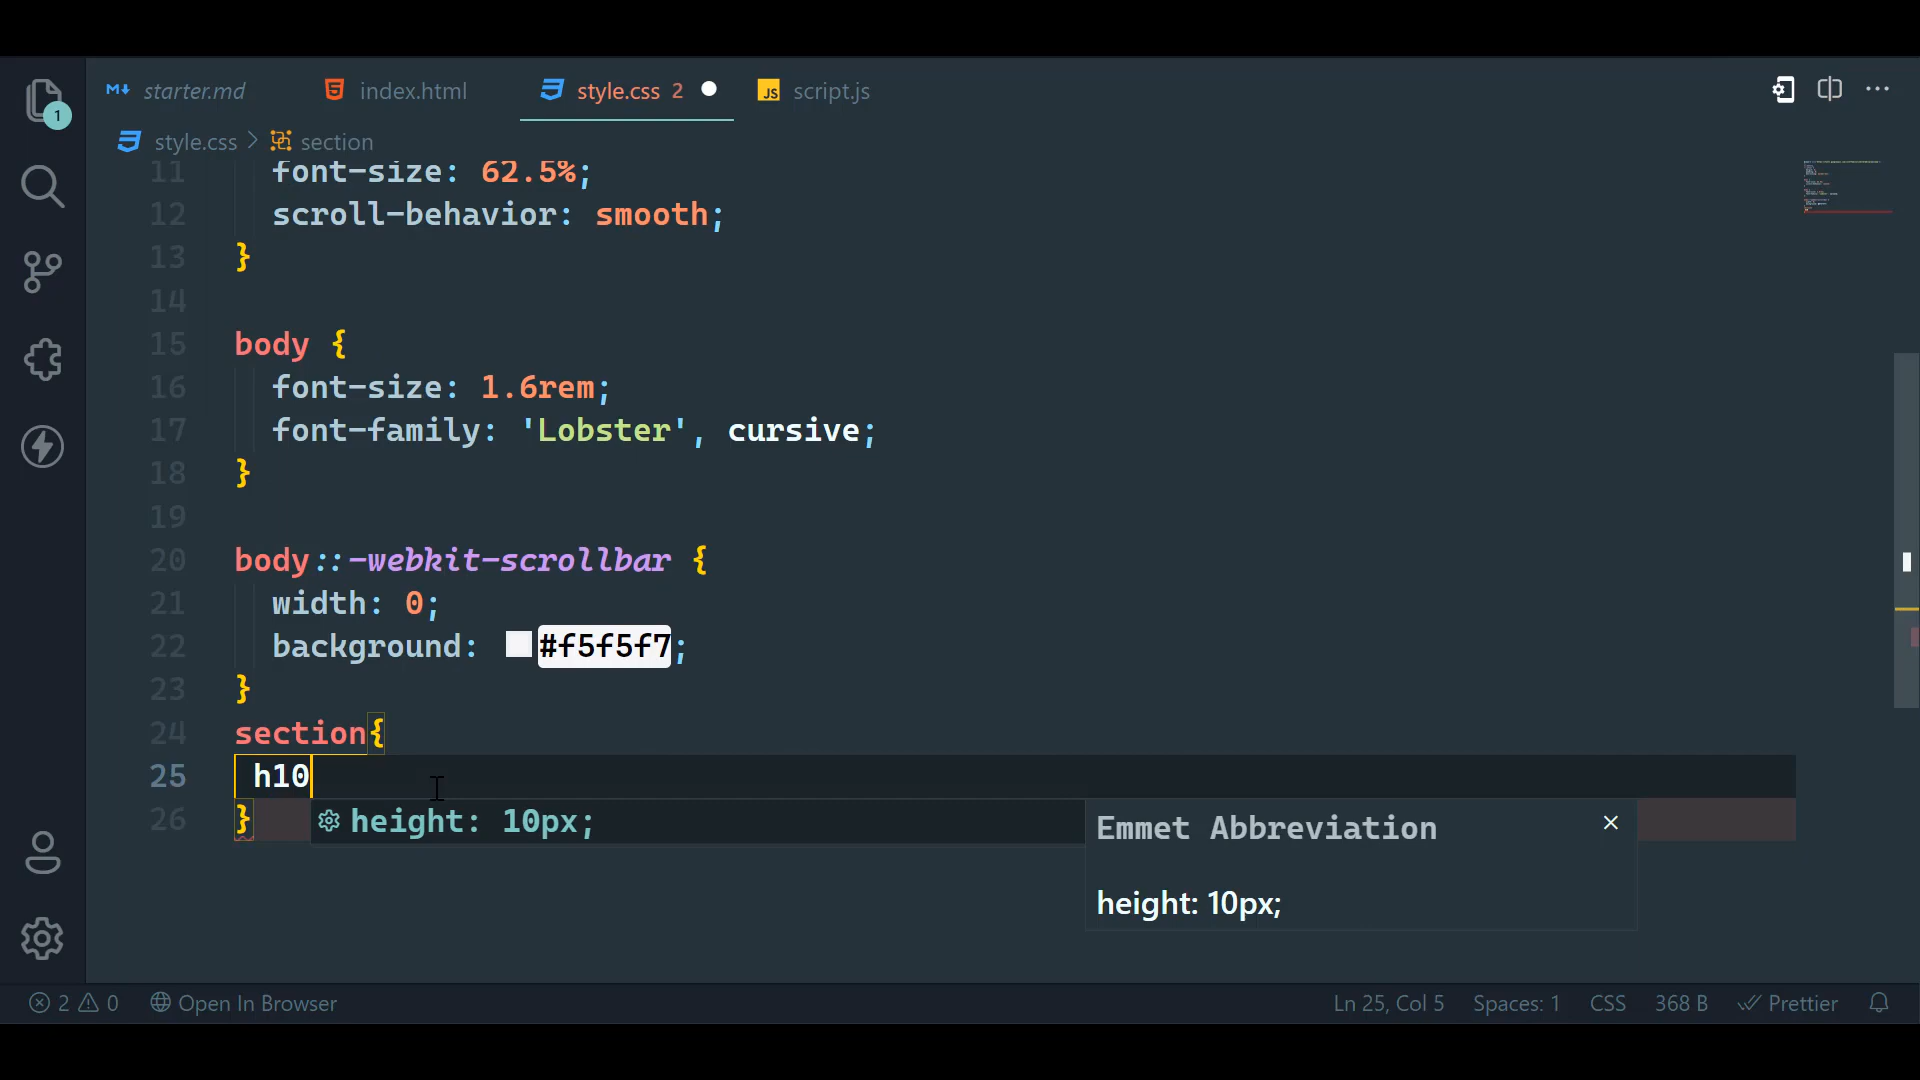 1
starter.md index.html style.css 2 script.js
style.css > section
11 font-size: 62.5%;
12 scroll-behavior: smooth;
13 }
14
15 body {
16 font-size: 1.6rem;
17 font-family: 'Lobster', cursive;
18 }
19
20 body::-webkit-scrollbar {
21 width: 0;
22 background: #f5f5f7;
23 }
24 section{
25 h10
26 }
height: 10px;
Emmet Abbreviation
height: 10px;
2 0 Open In Browser Ln 25, Col 5 Spaces: 1 CSS 368 B Prettier